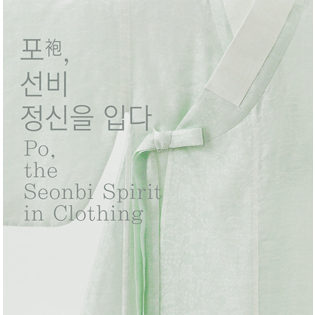 포袍,
선비
정신을 입다
Po,
the
Seonbi Spirit
in Clothing